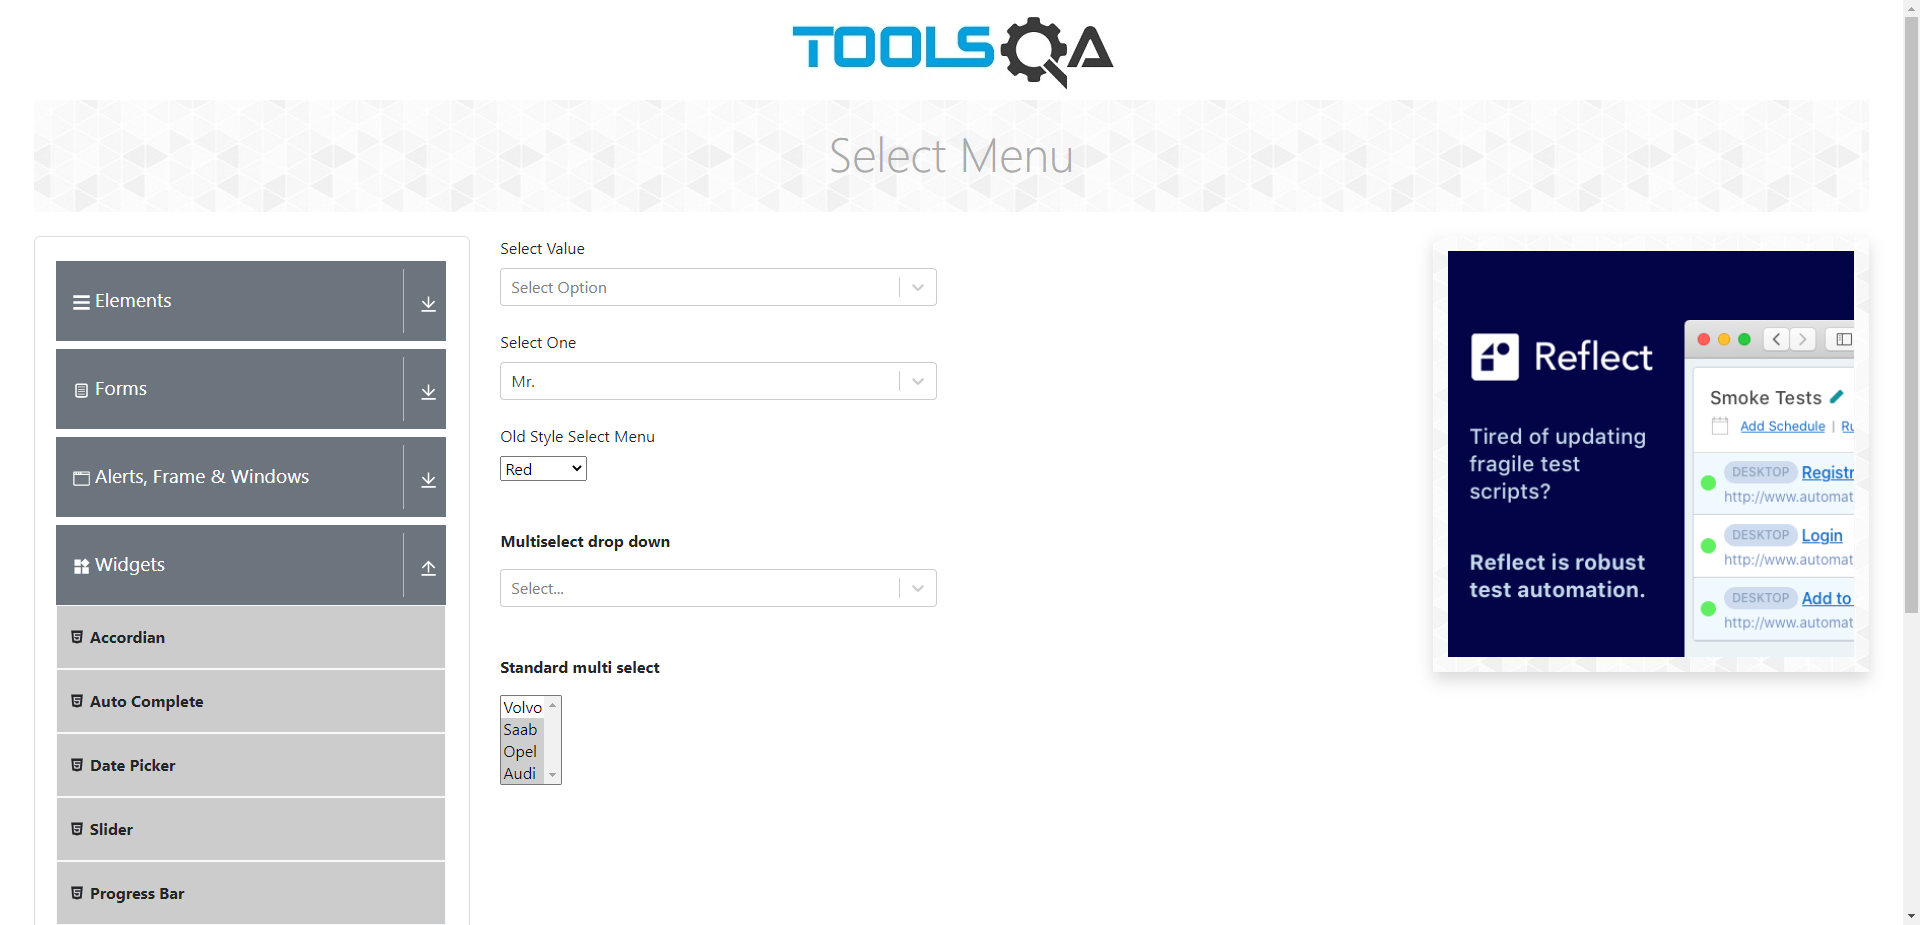 TOOLSQA
Select Menu
Elements
Forms
Alerts, Frame & Windows
Widgets
Accordian
Auto Complete
Date Picker
Slider
Progress Bar
Select Value
Select Option
Select One
Mr.
Old Style Select Menu
Red
Multiselect drop down
Select...
Standard multi select
Volvo
Saab
Opel
Audi
Reflect
Tired of updating
fragile test
scripts?
Reflect is robust
test automation.
Smoke Tests
Add Schedule | Ru
DESKTOP Registr
http://www.automat
DESKTOP Login
http://www.automat
DESKTOP Add to
http://www.automat